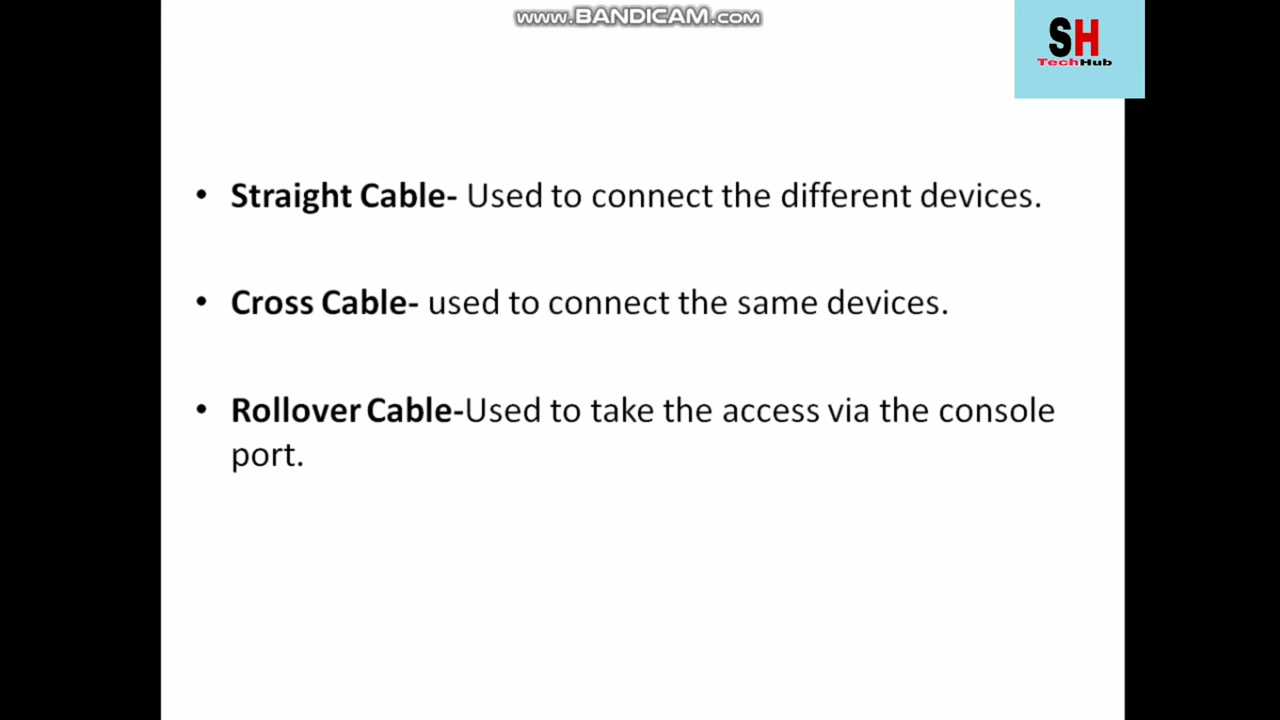 www.BANDICAM.com
SH
TechHub
• Straight Cable- Used to connect the different devices.
• Cross Cable- used to connect the same devices.
• Rollover Cable-Used to take the access via the console
port.